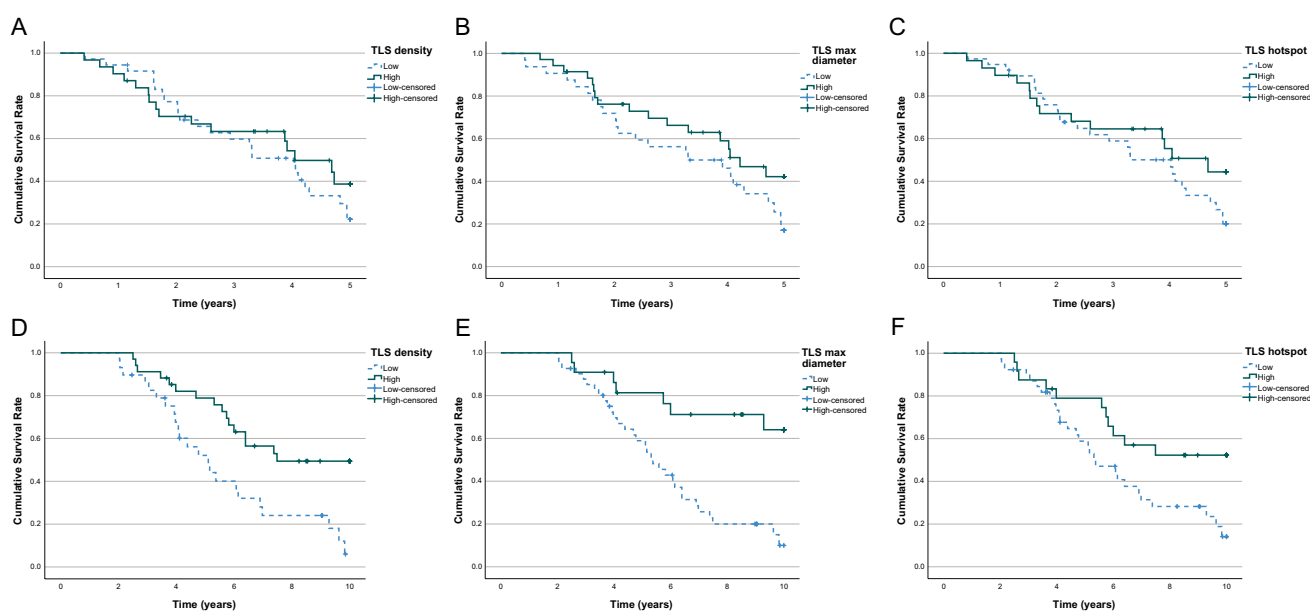 A
TLS density
Low
High
Low-censored
High-censored
Cumulative Survival Rate
1.0
0.8
0.6
0.4
0.2
0.0
0 1 2 3 4 5
Time (years)
B
TLS max
diameter
Low
High
Low-censored
High-censored
Cumulative Survival Rate
1.0
0.8
0.6
0.4
0.2
0.0
0 1 2 3 4 5
Time (years)
C
TLS hotspot
Low
High
Low-censored
High-censored
Cumulative Survival Rate
1.0
0.8
0.6
0.4
0.2
0.0
0 1 2 3 4 5
Time (years)
D
TLS density
Low
High
Low-censored
High-censored
Cumulative Survival Rate
1.0
0.8
0.6
0.4
0.2
0.0
0 2 4 6 8 10
Time (years)
E
TLS max
diameter
Low
High
Low-censored
High-censored
Cumulative Survival Rate
1.0
0.8
0.6
0.4
0.2
0.0
0 2 4 6 8 10
Time (years)
F
TLS hotspot
Low
High
Low-censored
High-censored
Cumulative Survival Rate
1.0
0.8
0.6
0.4
0.2
0.0
0 2 4 6 8 10
Time (years)